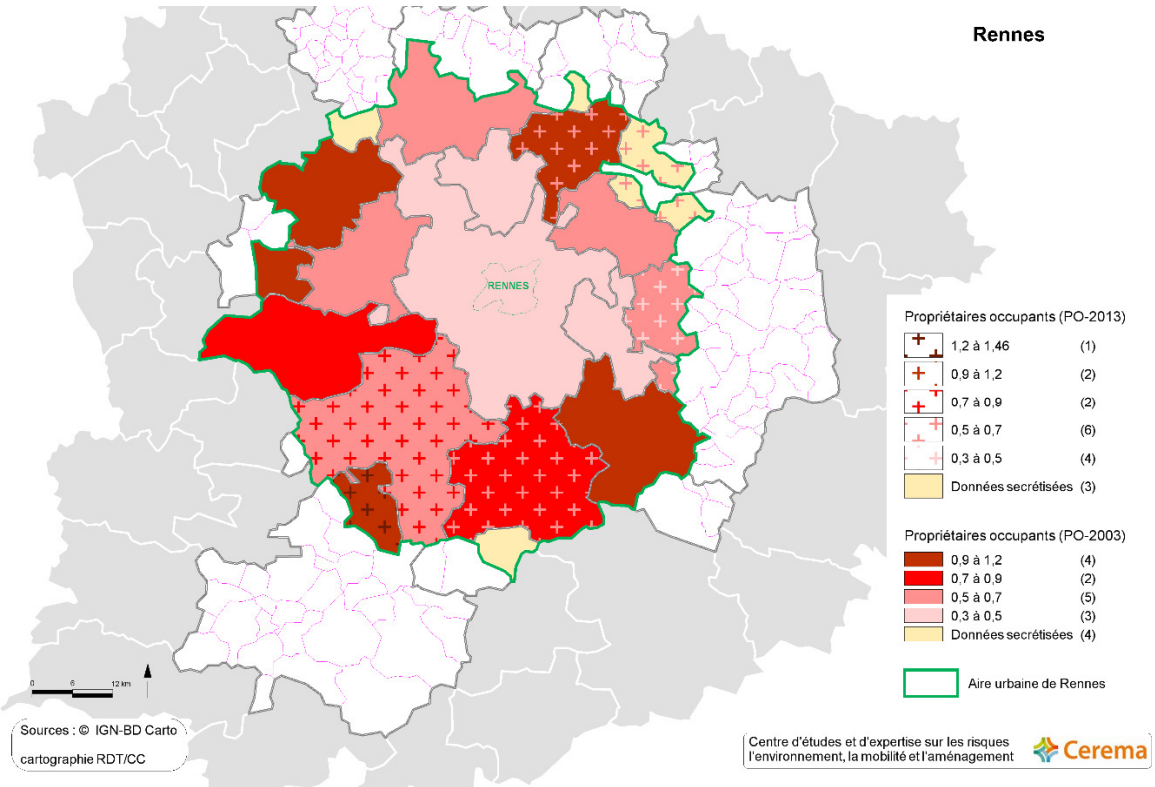 Rennes
RENNES
Propriétaires occupants (PO-2013)
1,2 à 1,46 (1)
0,9 à 1,2 (2)
0,7 à 0,9 (2)
0,5 à 0,7 (6)
0,3 à 0,5 (4)
Données secrétisées (3)
Propriétaires occupants (PO-2003)
0,9 à 1,2 (4)
0,7 à 0,9 (2)
0,5 à 0,7 (5)
0,3 à 0,5 (3)
Données secrétisées (4)
Aire urbaine de Rennes
0 6 12 km
Sources : © IGN-BD Carto
cartographie RDT/CC
Centre d'études et d'expertise sur les risques
l'environnement, la mobilité et l'aménagement
Cerema